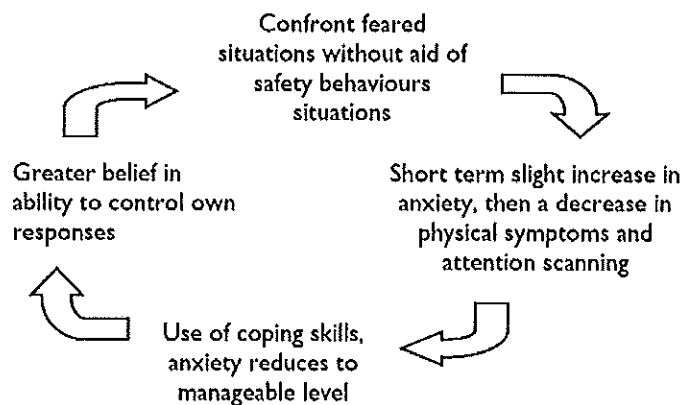 Confront feared
situations without aid of
safety behaviours
situations
Short term slight increase in
anxiety, then a decrease in
physical symptoms and
attention scanning
Use of coping skills,
anxiety reduces to
manageable level
Greater belief in
ability to control own
responses